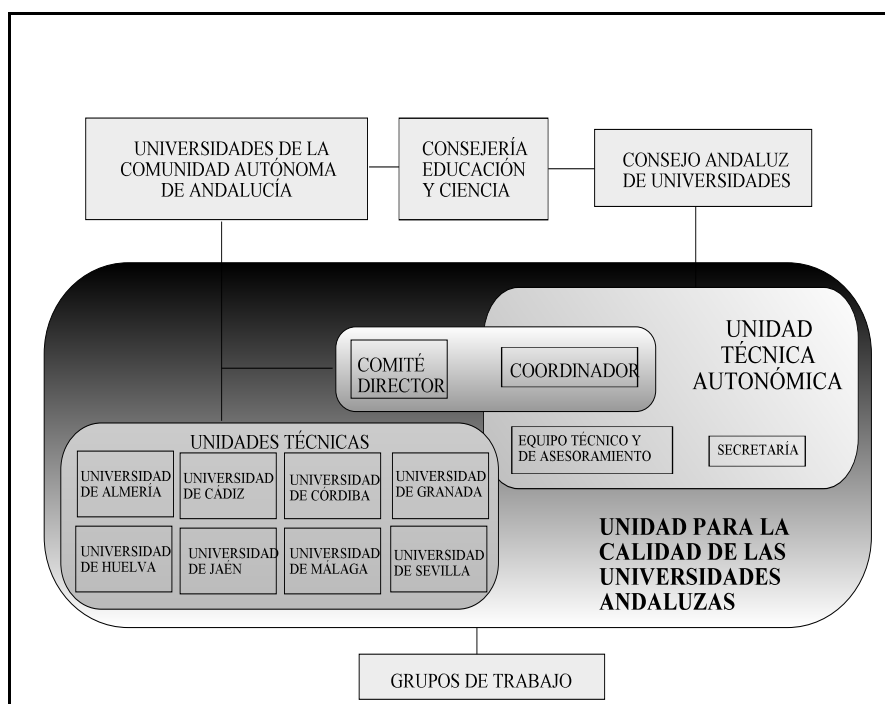 UNIVERSIDADES DE LA
COMUNIDAD AUTÓNOMA
DE ANDALUCÍA
CONSEJERÍA
EDUCACIÓN
Y CIENCIA
CONSEJO ANDALUZ
DE UNIVERSIDADES
UNIDAD
TÉCNICA
AUTONÓMICA
COMITÉ
DIRECTOR
COORDINADOR
EQUIPO TÉCNICO Y
DE ASESORAMIENTO
SECRETARÍA
UNIDADES TÉCNICAS
UNIVERSIDAD
DE ALMERÍA
UNIVERSIDAD
DE CÁDIZ
UNIVERSIDAD
DE CÓRDIBA
UNIVERSIDAD
DE GRANADA
UNIVERSIDAD
DE HUELVA
UNIVERSIDAD
DE JAÉN
UNIVERSIDAD
DE MÁLAGA
UNIVERSIDAD
DE SEVILLA
UNIDAD PARA LA
CALIDAD DE LAS
UNIVERSIDADES
ANDALUZAS
GRUPOS DE TRABAJO